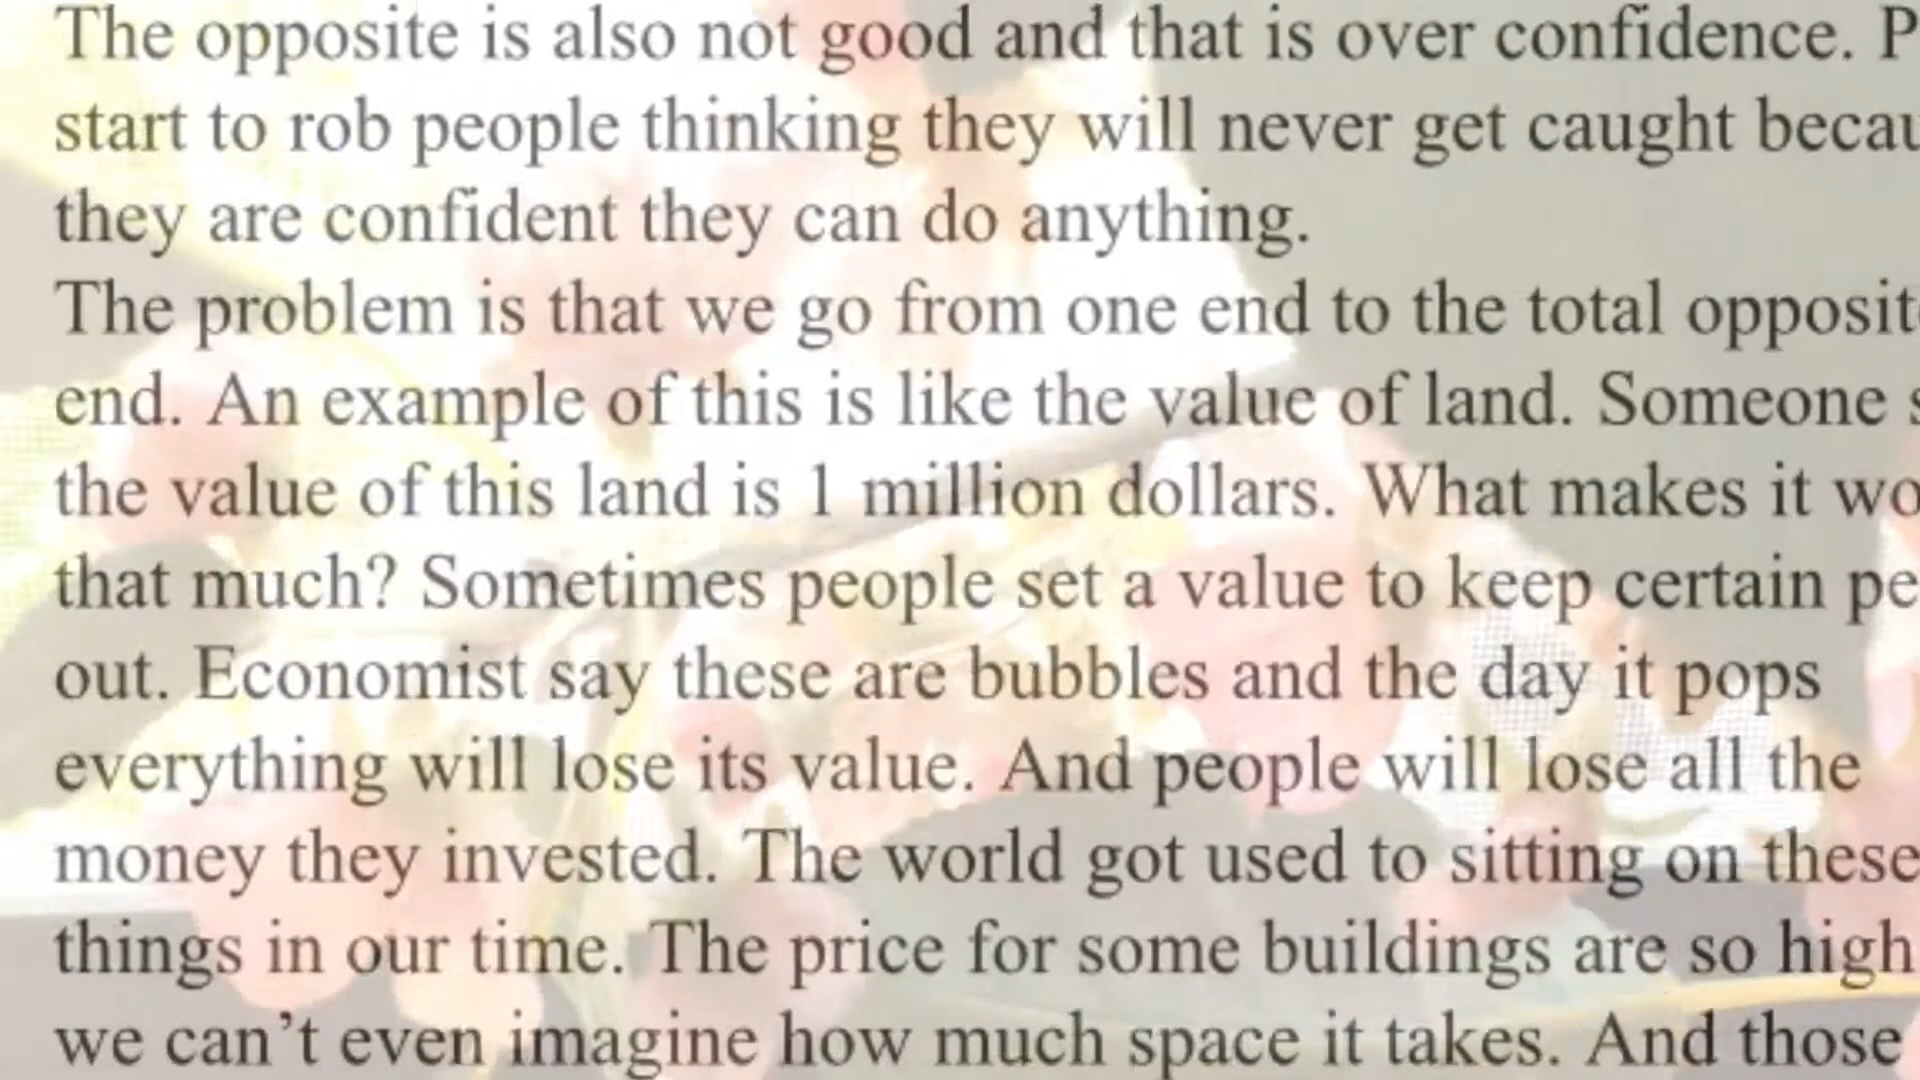 The opposite is also not good and that is over confidence. P
start to rob people thinking they will never get caught becau
they are confident they can do anything.
The problem is that we go from one end to the total opposite
end. An example of this is like the value of land. Someone s
the value of this land is 1 million dollars. What makes it wo
that much? Sometimes people set a value to keep certain pe
out. Economist say these are bubbles and the day it pops
everything will lose its value. And people will lose all the
money they invested. The world got used to sitting on these
things in our time. The price for some buildings are so high
we can’t even imagine how much space it takes. And those